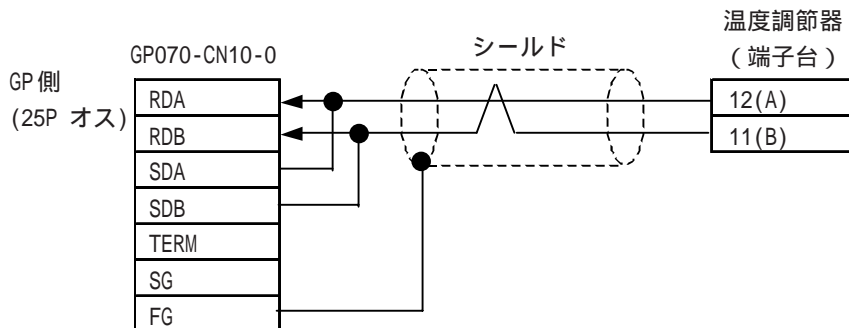 温度調節器
(端子台)
GP070-CN10-0
シールド
GP側
(25P オス)
RDA
RDB
SDA
SDB
TERM
SG
FG
12(A)
11(B)